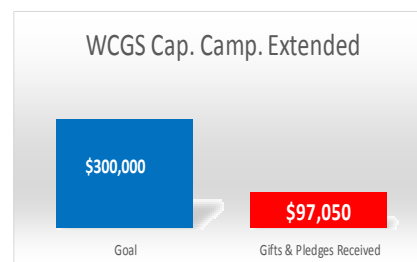 WCGS Cap. Camp. Extended
$300,000
$97,050
Goal
Gifts & Pledges Received